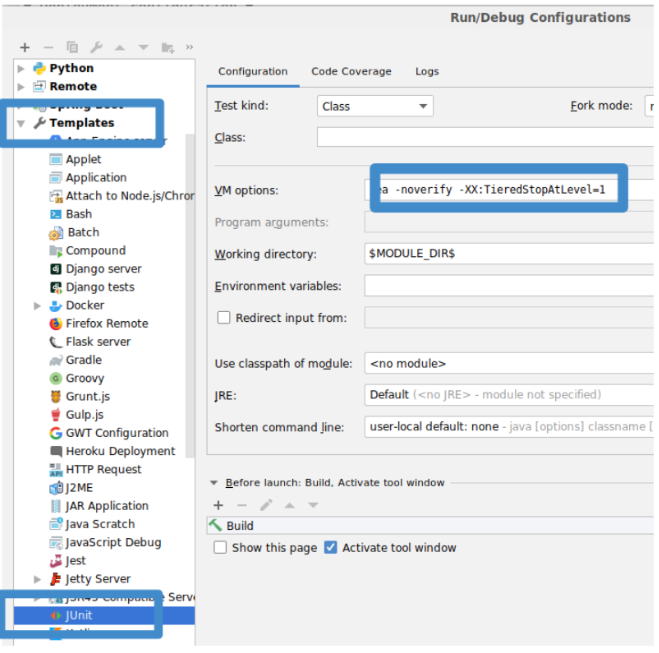 Run/Debug Configurations
Python
Remote
Templates
Applet
Application
Attach to Node.js/Chror
Bash
Batch
Compound
Django server
Django tests
Docker
Firefox Remote
Flask server
Gradle
Groovy
Grunt.js
Gulp.js
GWT Configuration
Heroku Deployment
HTTP Request
J2ME
JAR Application
Java Scratch
JavaScript Debug
Jest
Jetty Server
JUnit
Configuration Code Coverage Logs
Test kind: Class Fork mode:
Class:
VM options: ea -noverify -XX:TieredStopAtLevel=1
Program arguments:
Working directory: $MODULE_DIR$
Environment variables:
Redirect input from:
Use classpath of module: <no module>
JRE: Default (<no JRE> - module not specified)
Shorten command line: user-local default: none - java [options] classname [
Before launch: Build, Activate tool window
Build
Show this page Activate tool window